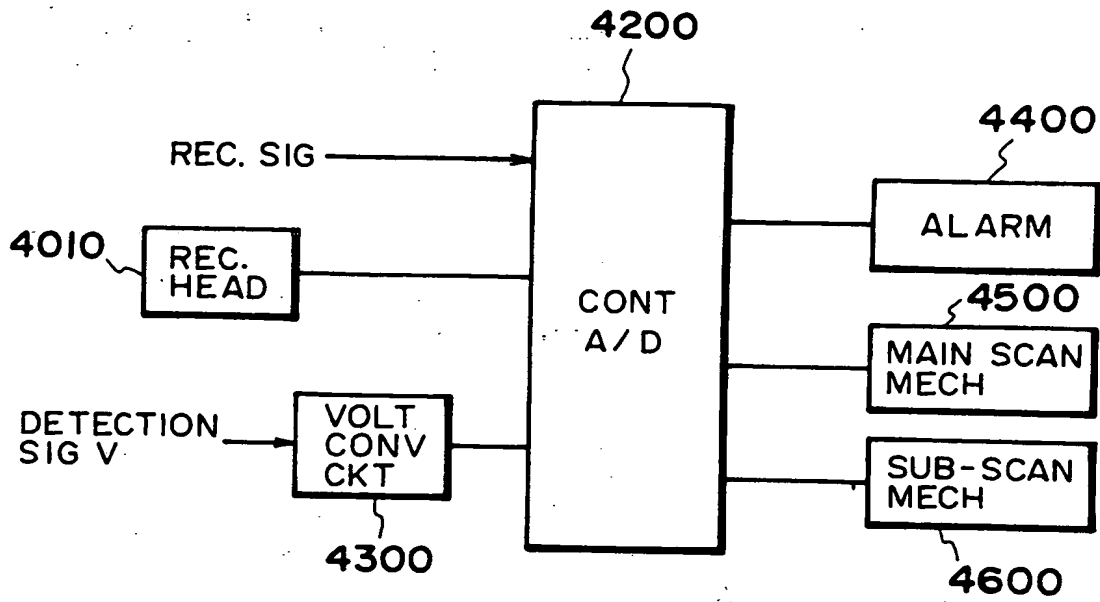 4200
REC. SIG
4400
ALARM
4010
REC.
HEAD
CONT
A/D
4500
MAIN SCAN
MECH
DETECTION
SIG V
VOLT
CONV
CKT
4300
SUB-SCAN
MECH
4600